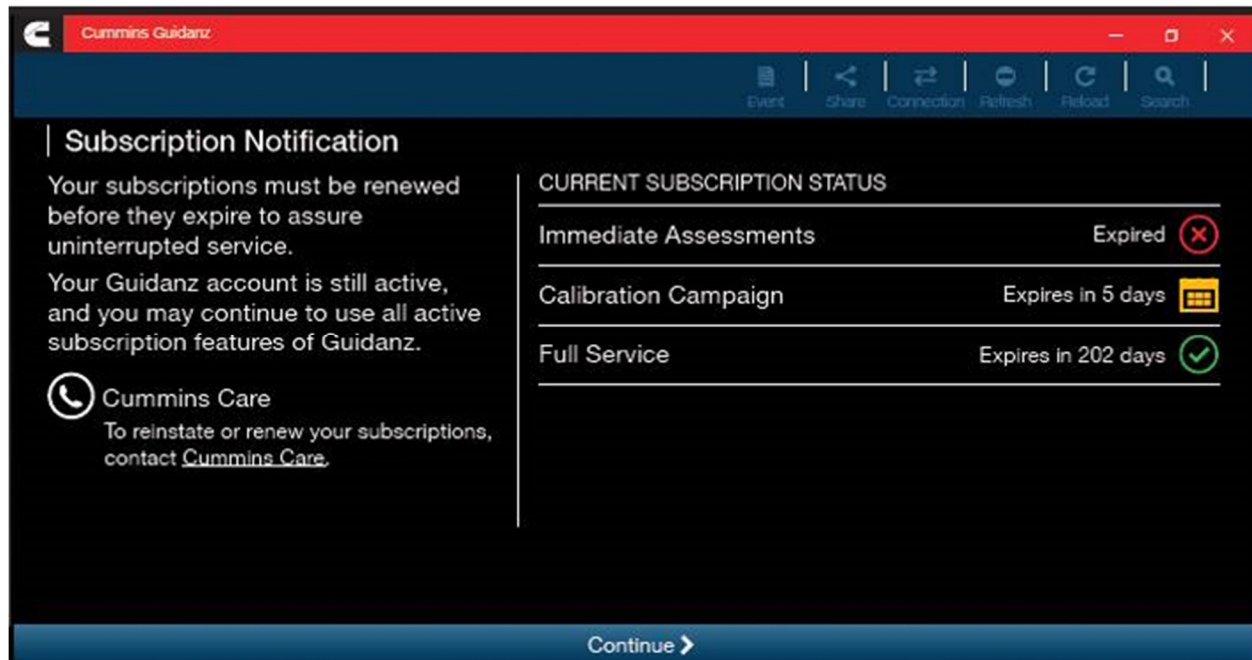 Cummins Guidanz
Event
Share
Connection
Refresh
Reload
Search
Subscription Notification
Your subscriptions must be renewed
before they expire to assure
uninterrupted service.
Your Guidanz account is still active,
and you may continue to use all active
subscription features of Guidanz.
Cummins Care
To reinstate or renew your subscriptions,
contact Cummins Care.
CURRENT SUBSCRIPTION STATUS
Immediate Assessments Expired
Calibration Campaign Expires in 5 days
Full Service Expires in 202 days
Continue